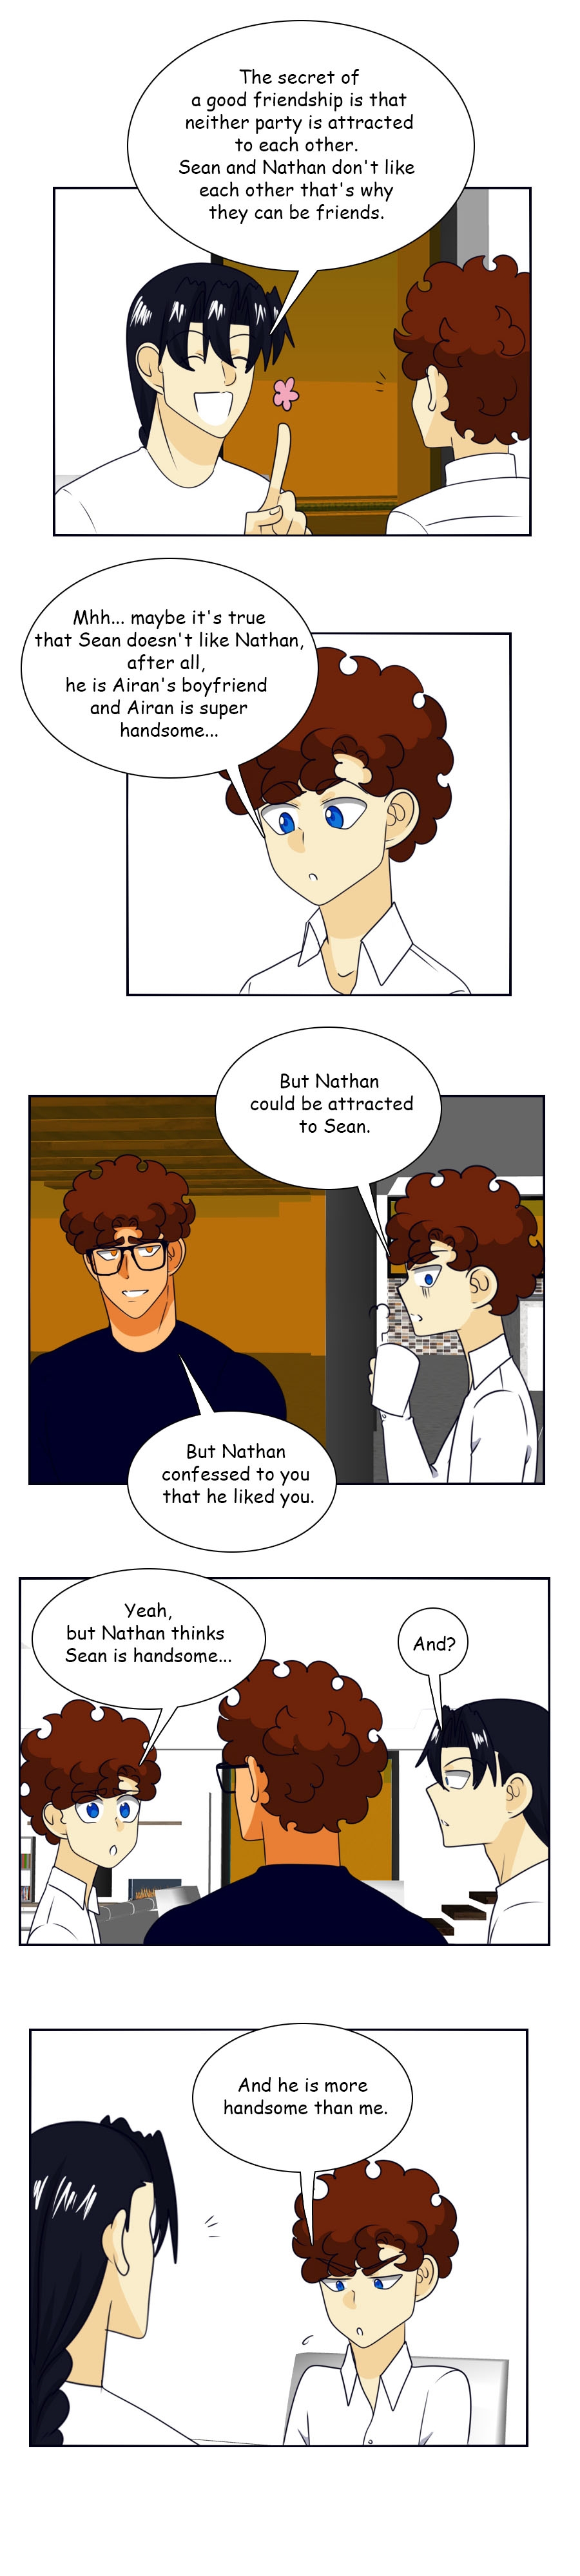 The secret of
a good friendship is that
neither party is attracted
to each other.
Sean and Nathan don't like
each other that's why
they can be friends.
Mhh... maybe it's true
that Sean doesn't like Nathan,
after all,
he is Airan's boyfriend
and Airan is super
handsome...
But Nathan
could be attracted
to Sean.
But Nathan
confessed to you
that he liked you.
Yeah,
but Nathan thinks
Sean is handsome...
And?
And he is more
handsome than me.